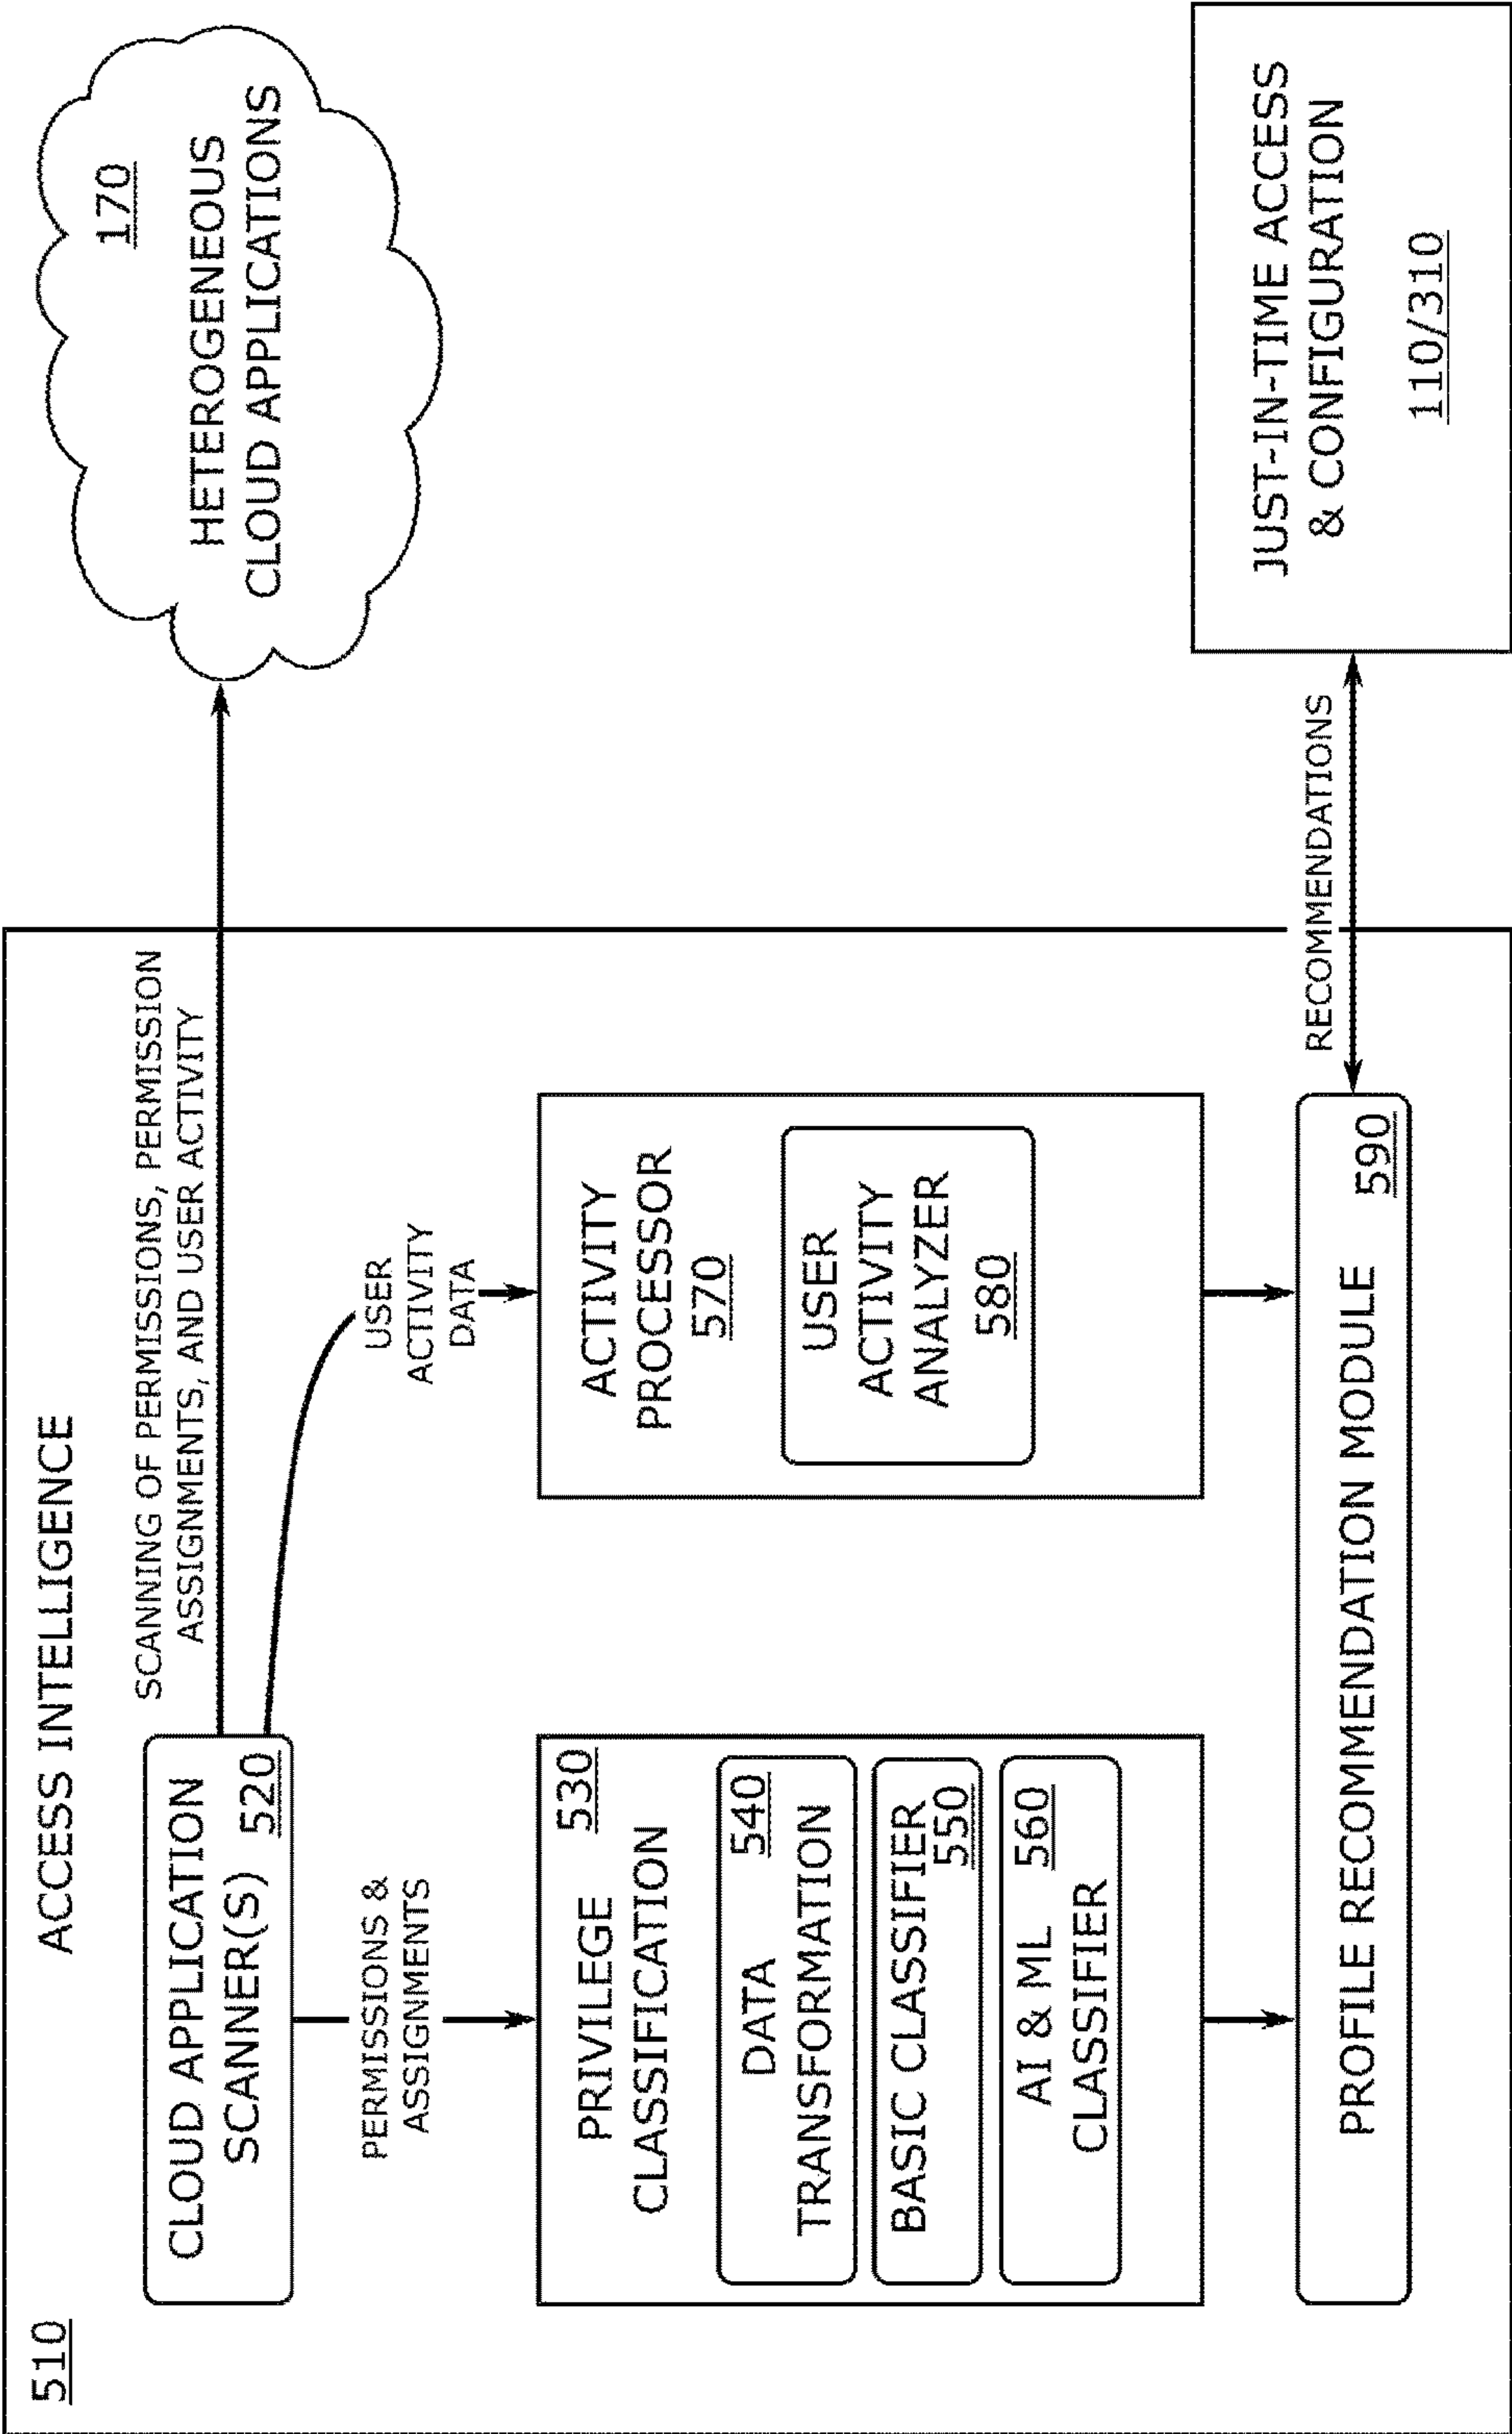 510
ACCESS INTELLIGENCE
SCANNING OF PERMISSIONS, PERMISSION
ASSIGNMENTS, AND USER ACTIVITY
CLOUD APPLICATION
SCANNER(S) 520
170
HETEROGENEOUS
CLOUD APPLICATIONS
PERMISSIONS &
ASSIGNMENTS
USER
ACTIVITY
DATA
530
PRIVILEGE
CLASSIFICATION
540
DATA
TRANSFORMATION
BASIC CLASSIFIER
550
AI & ML 560
CLASSIFIER
ACTIVITY
PROCESSOR
570
USER
ACTIVITY
ANALYZER
580
PROFILE RECOMMENDATION MODULE
590
RECOMMENDATIONS
JUST-IN-TIME ACCESS
& CONFIGURATION
110/310